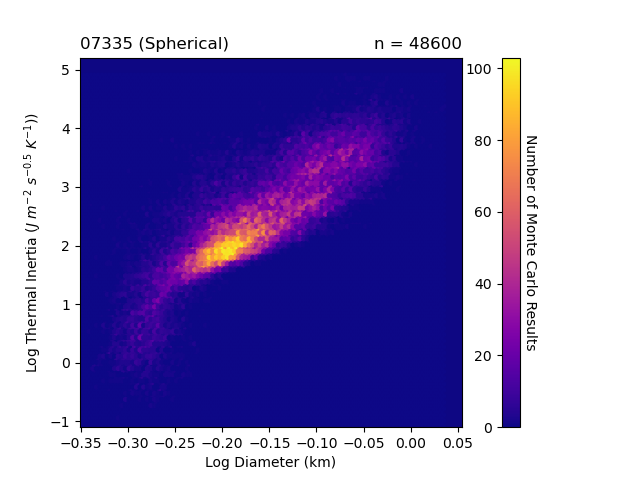 07335 (Spherical)
n = 48600
5
4
3
2
1
0
−1
Log Thermal Inertia (J m⁻² s⁻⁰·⁵ K⁻¹))
−0.35 −0.30 −0.25 −0.20 −0.15 −0.10 −0.05 0.00 0.05
Log Diameter (km)
100
80
60
40
20
0
Number of Monte Carlo Results